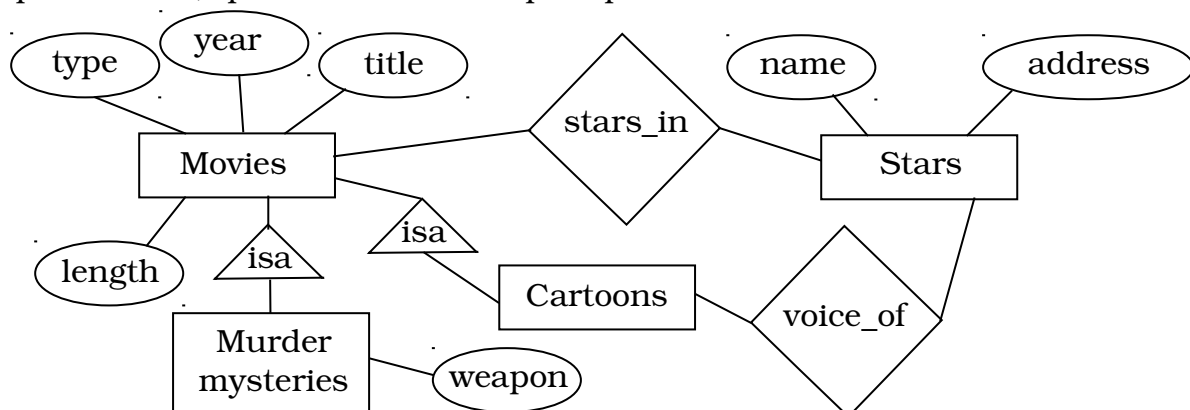 year
type
title
name
address
stars_in
Movies
Stars
isa
isa
length
Cartoons
voice_of
Murder
mysteries
weapon